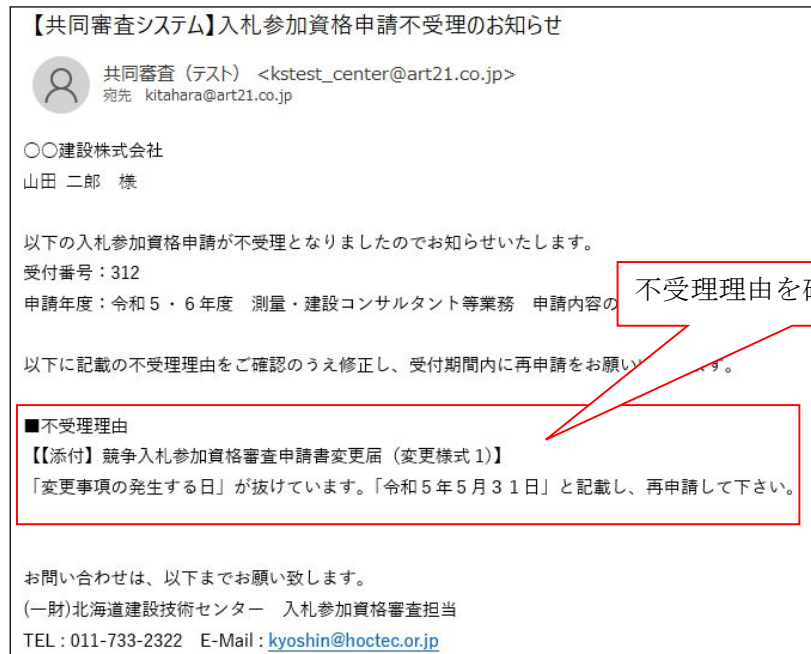 【共同審査システム】入札参加資格申請不受理のお知らせ
共同審査（テスト） <kstest_center@art21.co.jp>
宛先 kitahara@art21.co.jp
○○建設株式会社
山田 二郎 様
以下の入札参加資格申請が不受理となりましたのでお知らせいたします。
受付番号：312
申請年度：令和５・６年度 測量・建設コンサルタント等業務 申請内容の
不受理理由を
以下に記載の不受理理由をご確認のうえ修正し、受付期間内に再申請をお願い す。
■不受理理由
【【添付】競争入札参加資格審査申請書変更届（変更様式１）】
「変更事項の発生する日」が抜けています。「令和５年５月３１日」と記載し、再申請して下さい。
お問い合わせは、以下までお願い致します。
(一財)北海道建設技術センター 入札参加資格審査担当
TEL : 011-733-2322 E-Mail : kyoshin@hoctec.or.jp